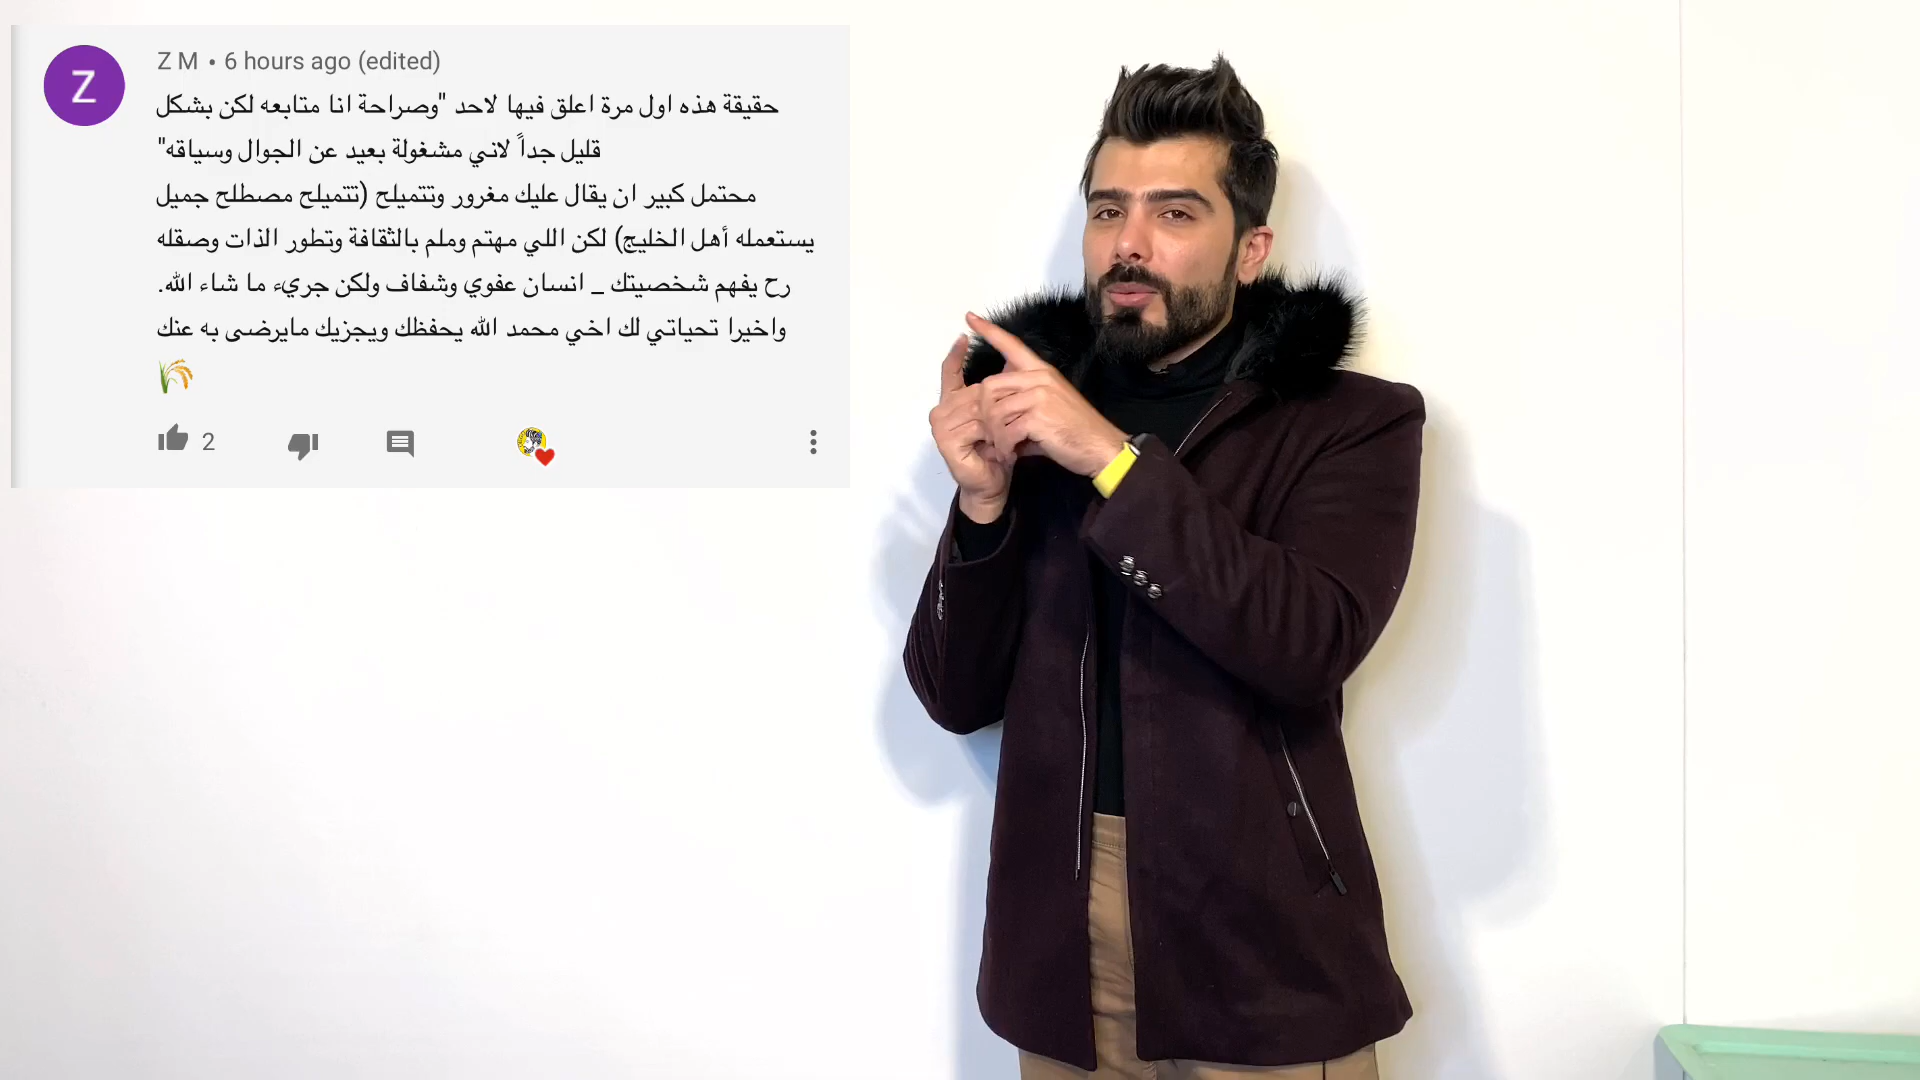 Z
Z M • 6 hours ago (edited)
حقيقة هذه اول مرة اعلق فيها لاحد "وصراحة انا متابعه لكن بشكل
قليل جداً لاني مشغولة بعيد عن الجوال وسياقه"
محتمل كبير ان يقال عليك مغرور وتتميلح (تتميلح مصطلح جميل
يستعمله أهل الخليج) لكن اللي مهتم وملم بالثقافة وتطور الذات وصقله
رح يفهم شخصيتك _ انسان عفوي وشفاف ولكن جريء ما شاء الله.
واخيرا تحياتي لك اخي محمد الله يحفظك ويجزيك مايرضى به عنك
🌾
2